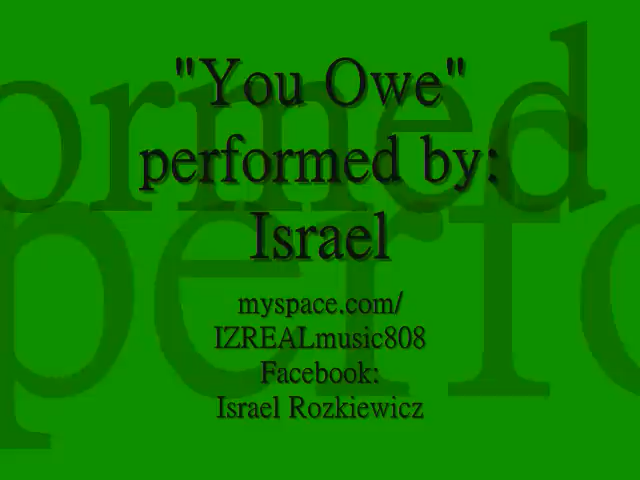 "You Owe"
performed by:
Israel
myspace.com/
IZREALmusic808
Facebook:
Israel Rozkiewicz